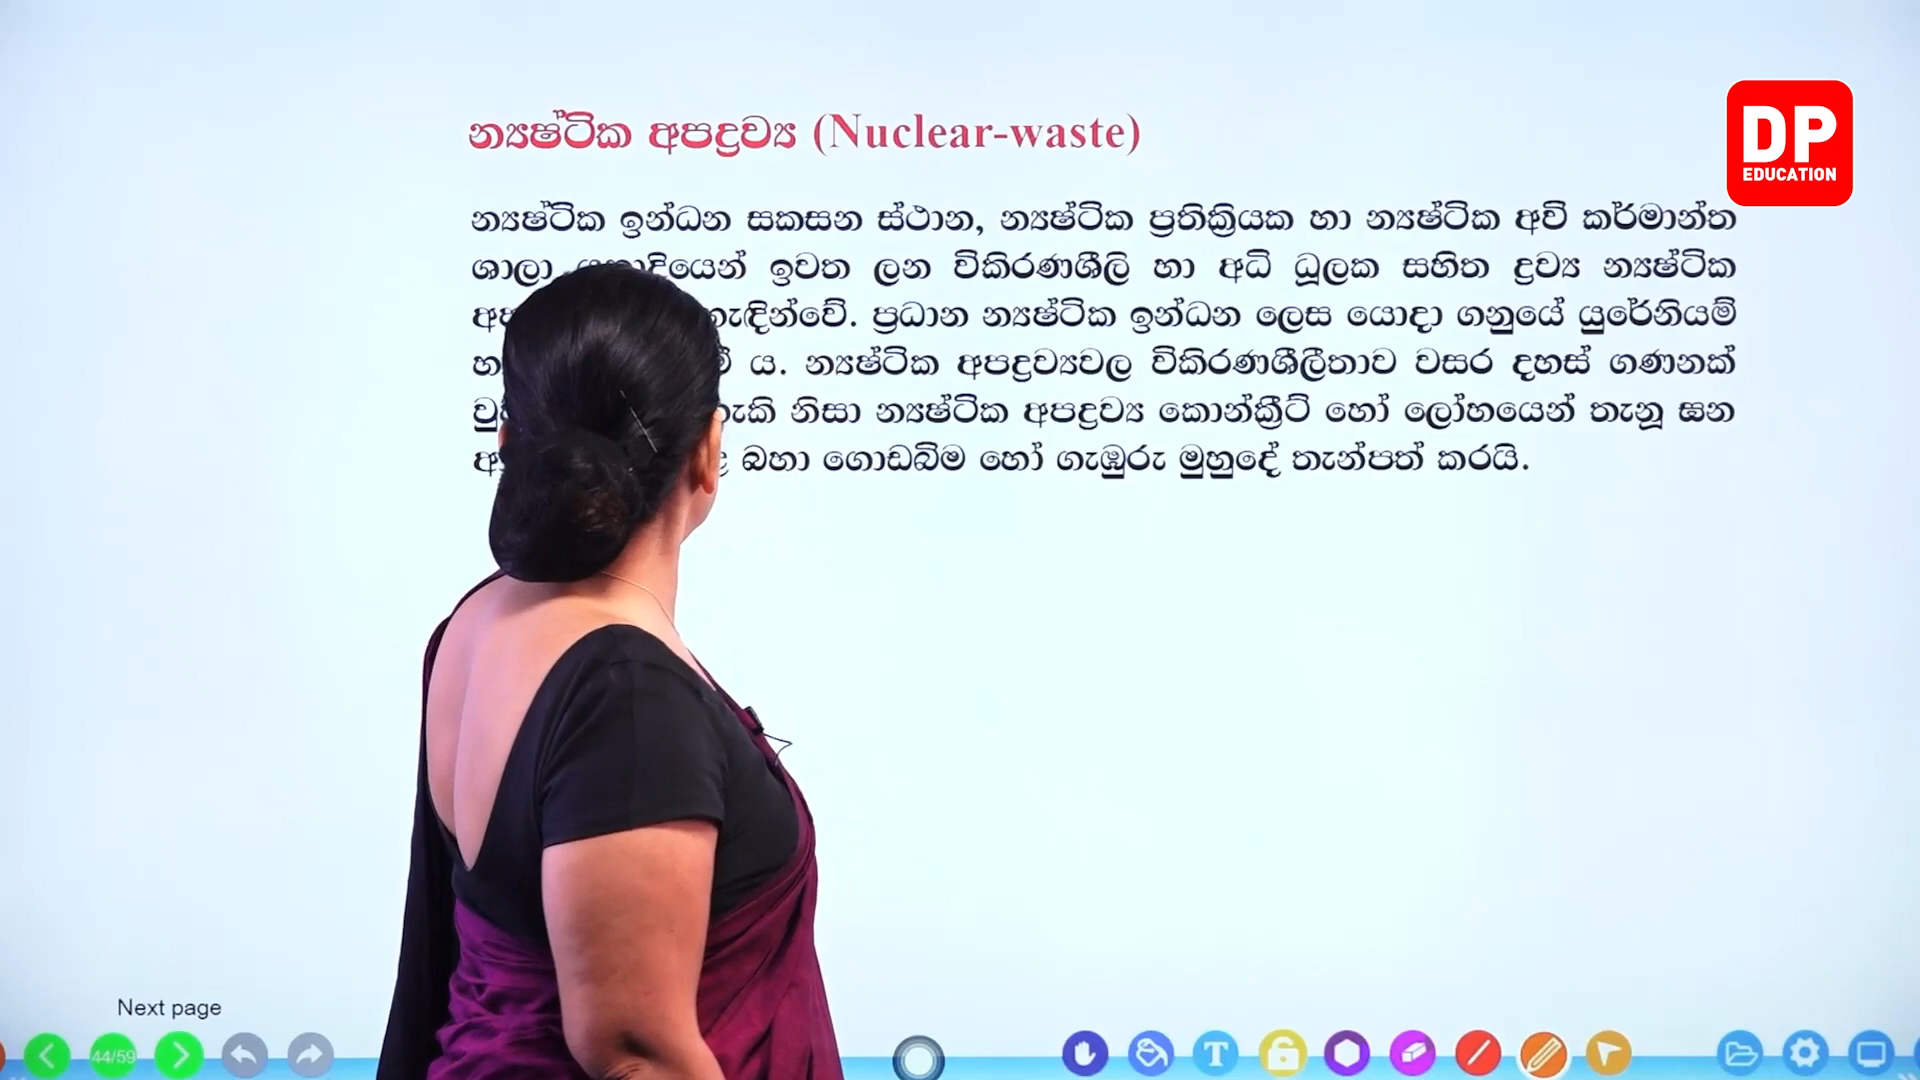 න්‍යෂ්ටික අපද්‍රව්‍ය (Nuclear-waste)
DP
EDUCATION
න්‍යෂ්ටික ඉන්ධන සකසන ස්ථාන, න්‍යෂ්ටික ප්‍රතික්‍රියක හා න්‍යෂ්ටික අවි කර්මාන්ත
ශාලා ඉවත ලන විකිරණශීලි හා අධි ධූලක සහිත ද්‍රව්‍ය න්‍යෂ්ටික
ප්‍රධාන න්‍යෂ්ටික ඉන්ධන ලෙස යොදා ගනුයේ යුරේනියම්
ය. න්‍යෂ්ටික අපද්‍රව්‍යවල විකිරණශීලීතාව වසර දහස් ගණනක්
නිසා න්‍යෂ්ටික අපද්‍රව්‍ය කොන්ක්‍රීට් හෝ ලෝහයෙන් තැනූ ඝන
බහා ගොඩබිම හෝ ගැඹුරු මුහුදේ තැන්පත් කරයි.
Next page
44/59